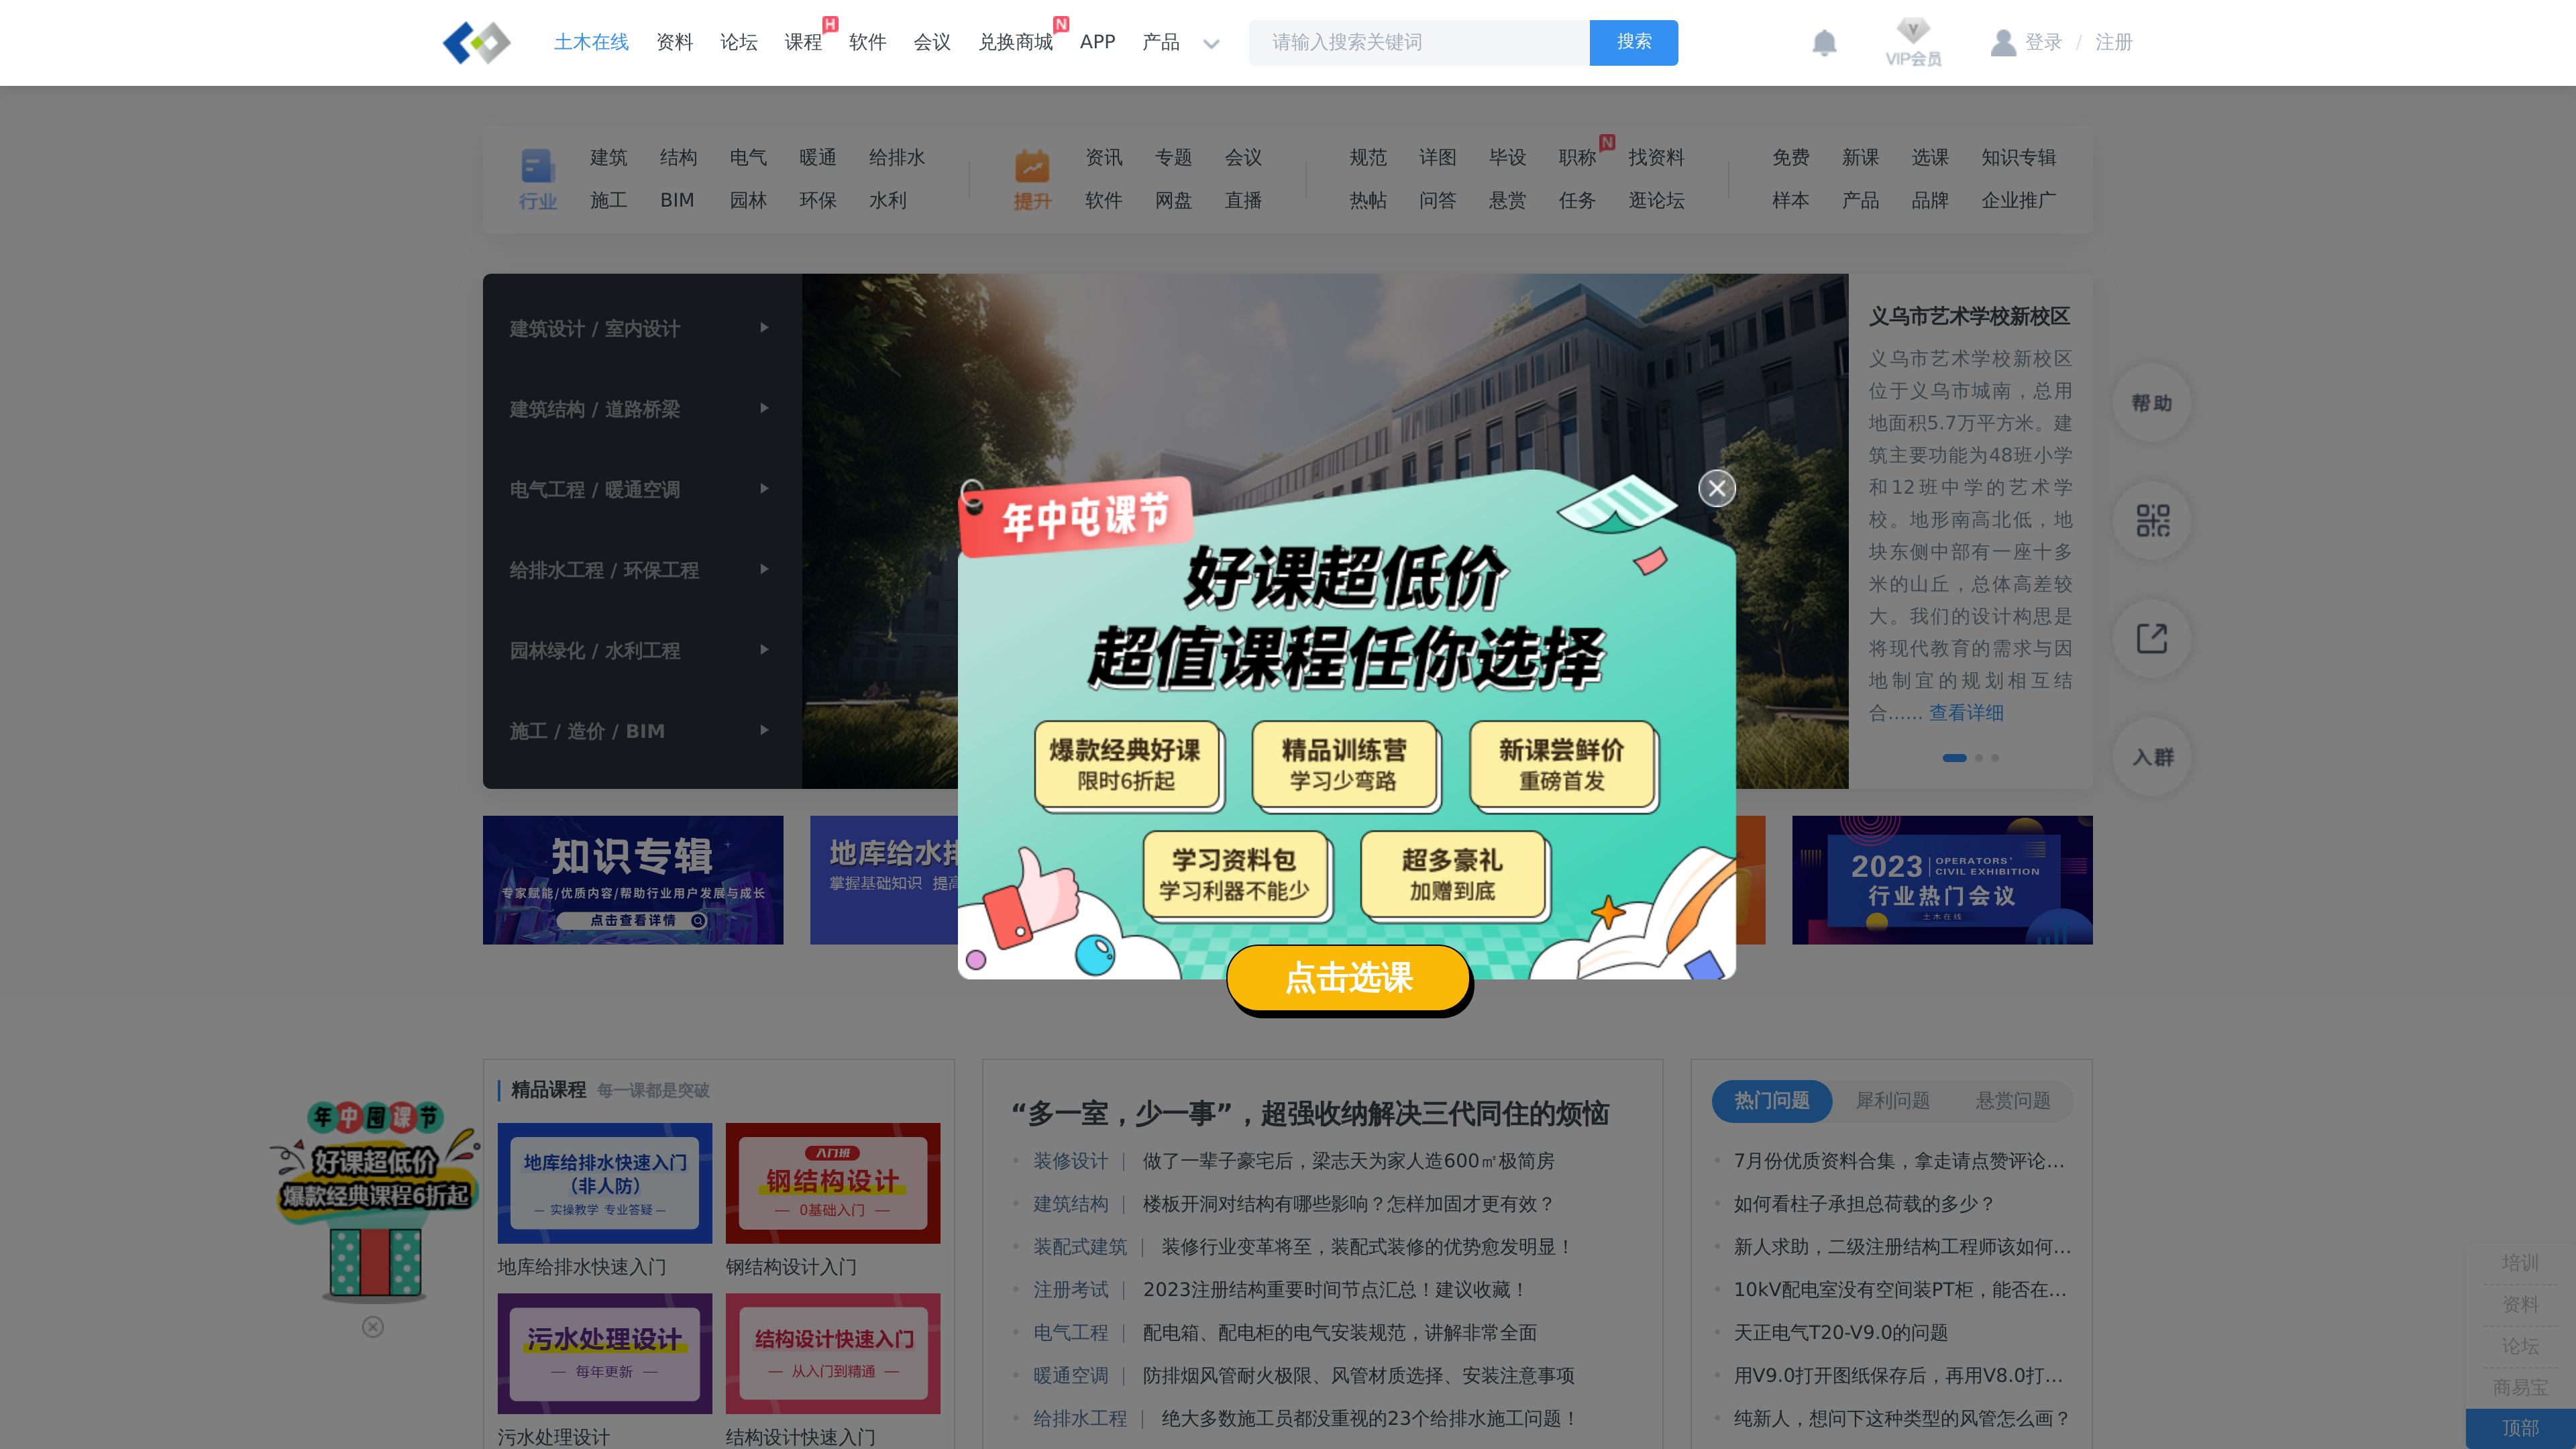 土木在线 资料 论坛 课程 H 软件 会议 兑换商城 N APP 产品 请输入搜索关键词 搜索 VIP会员 登录 / 注册
行业 建筑 结构 电气 暖通 给排水
施工 BIM 园林 环保 水利
提升 资讯 专题 会议
软件 网盘 直播
规范 详图 毕设 职称 N 找资料
热帖 问答 悬赏 任务 逛论坛
免费 新课 选课 知识专辑
样本 产品 品牌 企业推广
建筑设计 / 室内设计
建筑结构 / 道路桥梁
电气工程 / 暖通空调
给排水工程 / 环保工程
园林绿化 / 水利工程
施工 / 造价 / BIM
义乌市艺术学校新校区
义乌市艺术学校新校区
位于义乌市城南，总用
地面积5.7万平方米。建
筑主要功能为48班小学
和12班中学的艺术学
校。地形南高北低，地
块东侧中部有一座十多
米的山丘，总体高差较
大。我们的设计构思是
将现代教育的需求与因
地制宜的规划相互结
合…… 查看详细
帮助
入群
年中屯课节
好课超低价
超值课程任你选择
爆款经典好课
限时6折起
精品训练营
学习少弯路
新课尝鲜价
重磅首发
学习资料包
学习利器不能少
超多豪礼
加赠到底
点击选课
知识专辑
专家赋能/优质内容/帮助行业用户发展与成长
点击查看详情
地库给水排
掌握基础知识 提高
2023 OPERATORS' CIVIL EXHIBITION
行业热门会议
土木在线
年中囤课节
好课超低价
爆款经典课程6折起
精品课程 每一课都是突破
地库给排水快速入门
（非人防）
— 实操教学 专业答疑 —
地库给排水快速入门
入门班
钢结构设计
— 0基础入门 —
钢结构设计入门
污水处理设计
— 每年更新 —
污水处理设计
结构设计快速入门
— 从入门到精通 —
结构设计快速入门
“多一室，少一事”，超强收纳解决三代同住的烦恼
装修设计 | 做了一辈子豪宅后，梁志天为家人造600㎡极简房
建筑结构 | 楼板开洞对结构有哪些影响？怎样加固才更有效？
装配式建筑 | 装修行业变革将至，装配式装修的优势愈发明显！
注册考试 | 2023注册结构重要时间节点汇总！建议收藏！
电气工程 | 配电箱、配电柜的电气安装规范，讲解非常全面
暖通空调 | 防排烟风管耐火极限、风管材质选择、安装注意事项
给排水工程 | 绝大多数施工员都没重视的23个给排水施工问题！
热门问题 犀利问题 悬赏问题
7月份优质资料合集，拿走请点赞评论...
如何看柱子承担总荷载的多少？
新人求助，二级注册结构工程师该如何...
10kV配电室没有空间装PT柜，能否在...
天正电气T20-V9.0的问题
用V9.0打开图纸保存后，再用V8.0打...
纯新人，想问下这种类型的风管怎么画？
培训
资料
论坛
商易宝
顶部